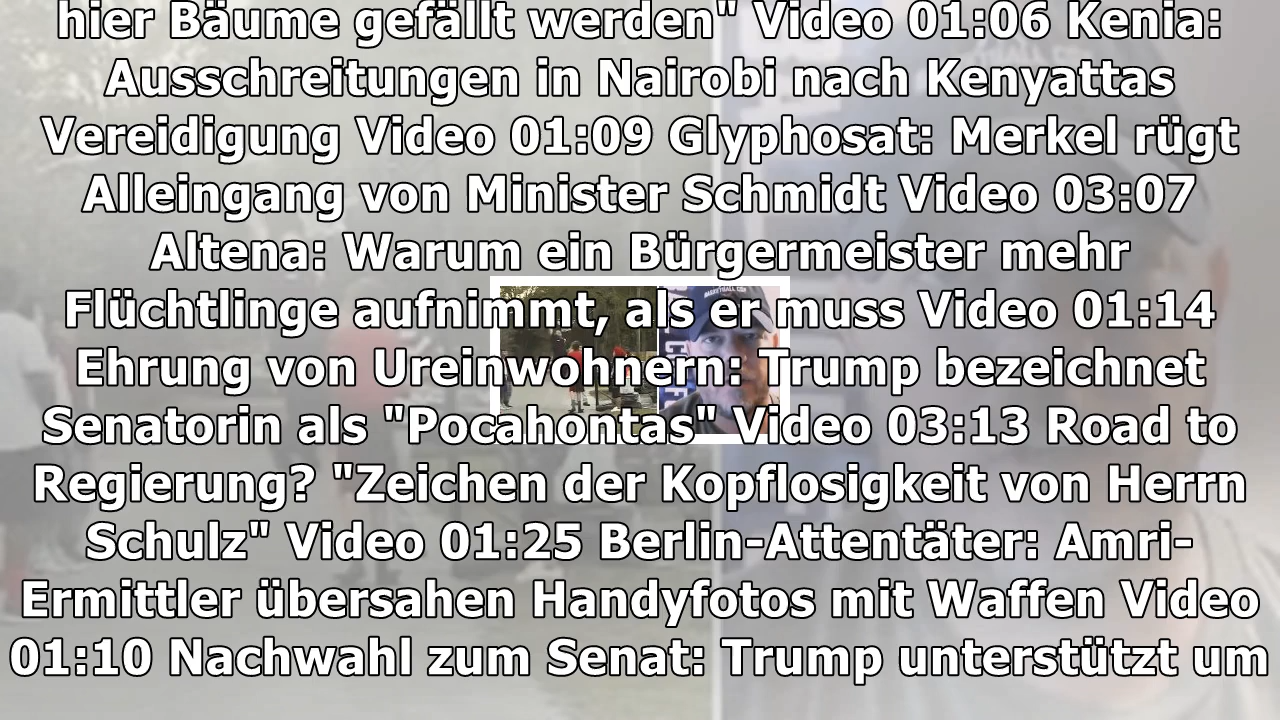 hier Bäume gefällt werden" Video 01:06 Kenia:
Ausschreitungen in Nairobi nach Kenyattas
Vereidigung Video 01:09 Glyphosat: Merkel rügt
Alleingang von Minister Schmidt Video 03:07
Altena: Warum ein Bürgermeister mehr
Flüchtlinge aufnimmt, als er muss Video 01:14
Ehrung von Ureinwohnern: Trump bezeichnet
Senatorin als "Pocahontas" Video 03:13 Road to
Regierung? "Zeichen der Kopflosigkeit von Herrn
Schulz" Video 01:25 Berlin-Attentäter: Amri-
Ermittler übersahen Handyfotos mit Waffen Video
01:10 Nachwahl zum Senat: Trump unterstützt um